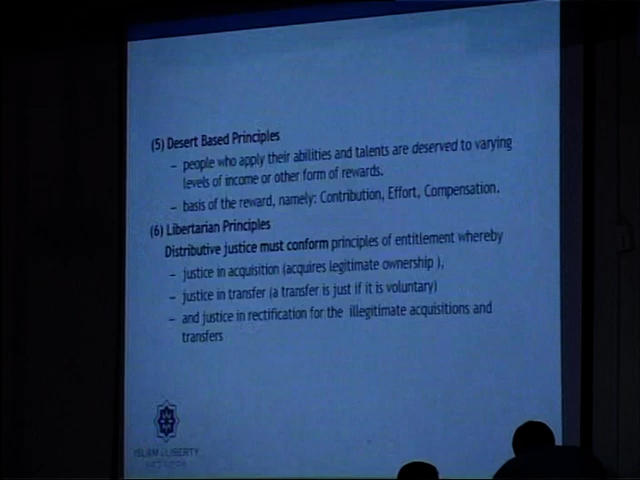 (5) Desert Based Principles
– people who apply their abilities and talents are deserved to varying
levels of income or other form of rewards.
– basis of the reward, namely: Contribution, Effort, Compensation.
(6) Libertarian Principles
Distributive justice must conform principles of entitlement whereby
– justice in acquisition (acquires legitimate ownership ),
– justice in transfer (a transfer is just if it is voluntary)
– and justice in rectification for the illegitimate acquisitions and
transfers
ISLAM & LIBERTY